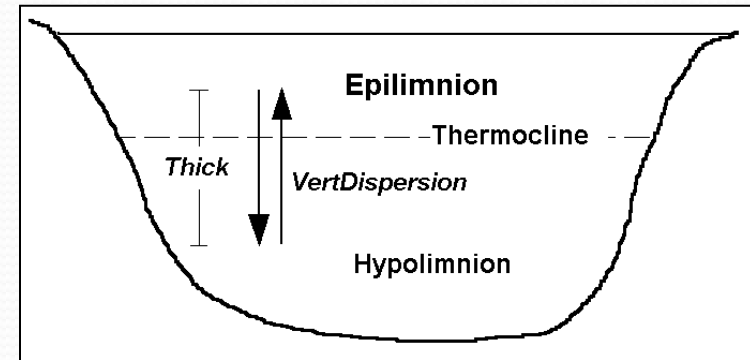 Epilimnion
Thermocline
Thick
VertDispersion
Hypolimnion